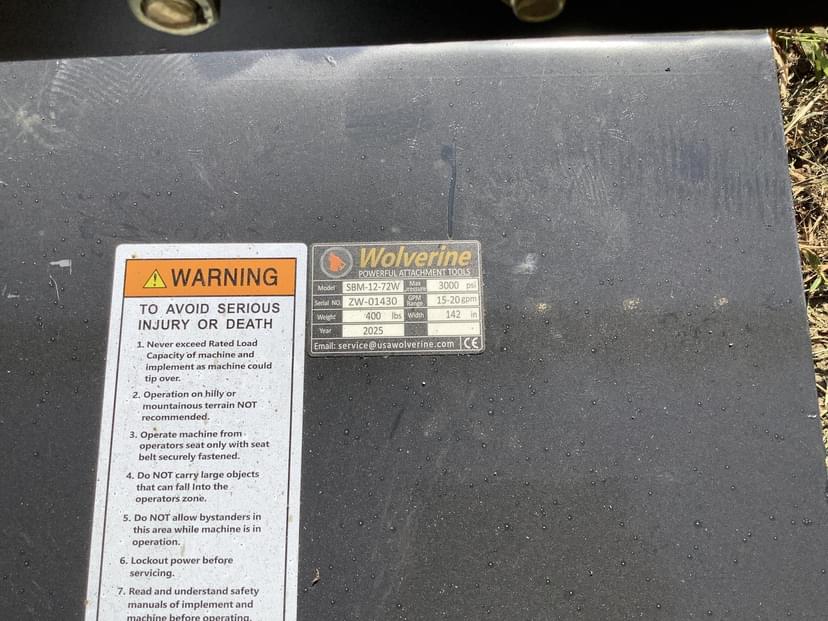 WARNING
TO AVOID SERIOUS
INJURY OR DEATH
1. Never exceed Rated Load
Capacity of machine and
implement as machine could
tip over.
2. Operation on hilly or
mountainous terrain NOT
recommended.
3. Operate machine from
operators seat only with seat
belt securely fastened.
4. Do NOT carry large objects
that can fall Into the
operators zone.
5. Do NOT allow bystanders in
this area while machine is in
operation.
6. Lockout power before
servicing.
7. Read and understand safety
manuals of implement and
machine before operating.
Wolverine
POWERFUL ATTACHMENT TOOLS
Model SBM-12-72W Max Pressure 3000 psi
Serial NO. ZW-01430 GPM Range 15-20 gpm
Weight 400 lbs Width 142 in
Year 2025
Email: service@usawolverine.com CE